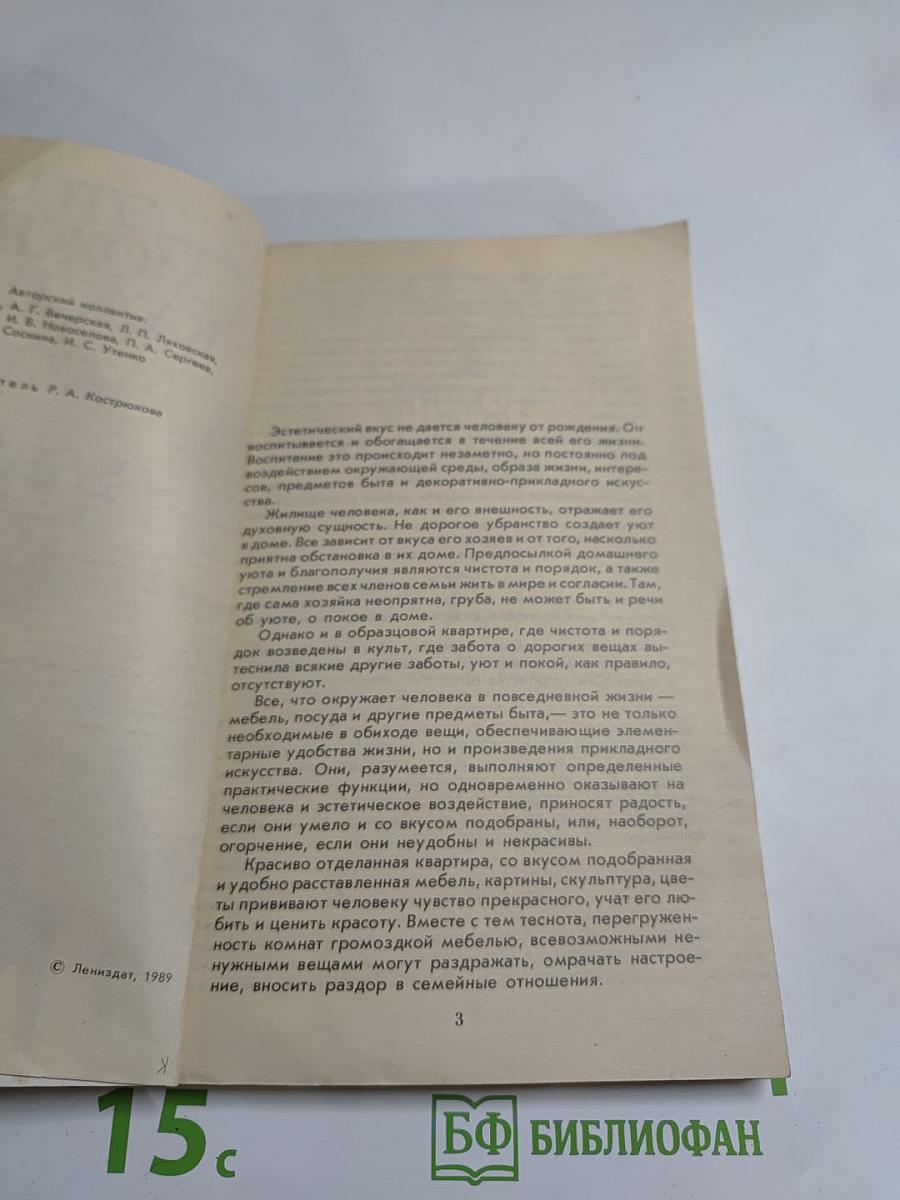 Авторский коллектив:
А. Г. Вечерская, Л. П. Ляховская,
И. В. Новоселова, П. А. Сергеев,
Соснина, И. С. Утенко
тель Р. А. Кострюкова
© Лениздат, 1989
Эстетический вкус не дается человеку от рождения. Он
воспитывается и обогащается в течение всей его жизни.
Воспитание это происходит незаметно, но постоянно под
воздействием окружающей среды, образа жизни, интере-
сов, предметов быта и декоративно-прикладного искус-
ства.
Жилище человека, как и его внешность, отражает его
духовную сущность. Не дорогое убранство создает уют
в доме. Все зависит от вкуса его хозяев и от того, насколько
приятна обстановка в их доме. Предпосылкой домашнего
уюта и благополучия являются чистота и порядок, а также
стремление всех членов семьи жить в мире и согласии. Там,
где сама хозяйка неопрятна, груба, не может быть и речи
об уюте, о покое в доме.
Однако и в образцовой квартире, где чистота и поря-
док возведены в культ, где забота о дорогих вещах вы-
теснила всякие другие заботы, уют и покой, как правило,
отсутствуют.
Все, что окружает человека в повседневной жизни —
мебель, посуда и другие предметы быта,— это не только
необходимые в обиходе вещи, обеспечивающие элемен-
тарные удобства жизни, но и произведения прикладного
искусства. Они, разумеется, выполняют определенные
практические функции, но одновременно оказывают на
человека и эстетическое воздействие, приносят радость,
если они умело и со вкусом подобраны, или, наоборот,
огорчение, если они неудобны и некрасивы.
Красиво отделанная квартира, со вкусом подобранная
и удобно расставленная мебель, картины, скульптура, цве-
ты прививают человеку чувство прекрасного, учат его лю-
бить и ценить красоту. Вместе с тем теснота, перегружен-
ность комнат громоздкой мебелью, всевозможными не-
нужными вещами могут раздражать, омрачать настрое-
ние, вносить раздор в семейные отношения.
3
К
15 с
БФ БИБЛИОФАН